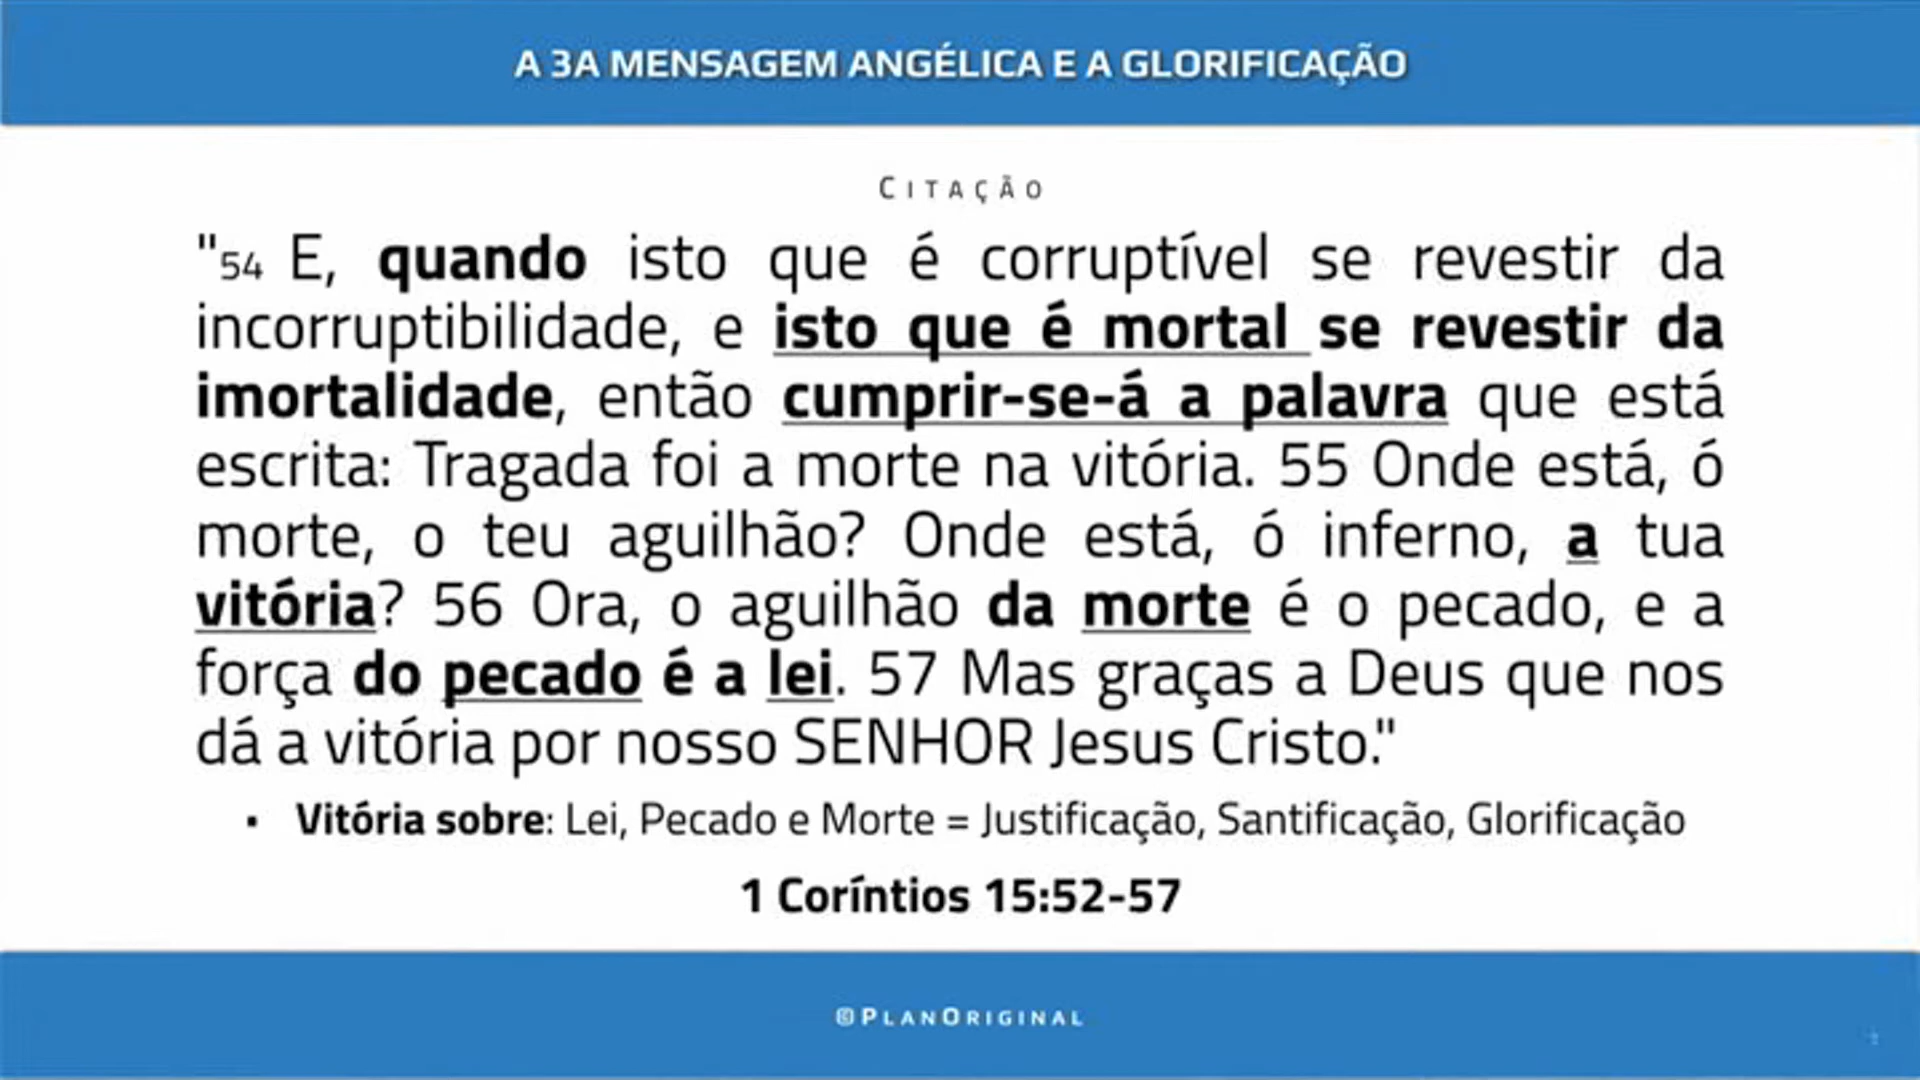 A 3A MENSAGEM ANGÉLICA E A GLORIFICAÇÃO
CITAÇÃO
"54 E, quando isto que é corruptível se revestir da
incorruptibilidade, e isto que é mortal se revestir da
imortalidade, então cumprir-se-á a palavra que está
escrita: Tragada foi a morte na vitória. 55 Onde está, ó
morte, o teu aguilhão? Onde está, ó inferno, a tua
vitória? 56 Ora, o aguilhão da morte é o pecado, e a
força do pecado é a lei. 57 Mas graças a Deus que nos
dá a vitória por nosso SENHOR Jesus Cristo."
▪ Vitória sobre: Lei, Pecado e Morte = Justificação, Santificação, Glorificação
1 Coríntios 15:52-57
@PLANORIGINAL